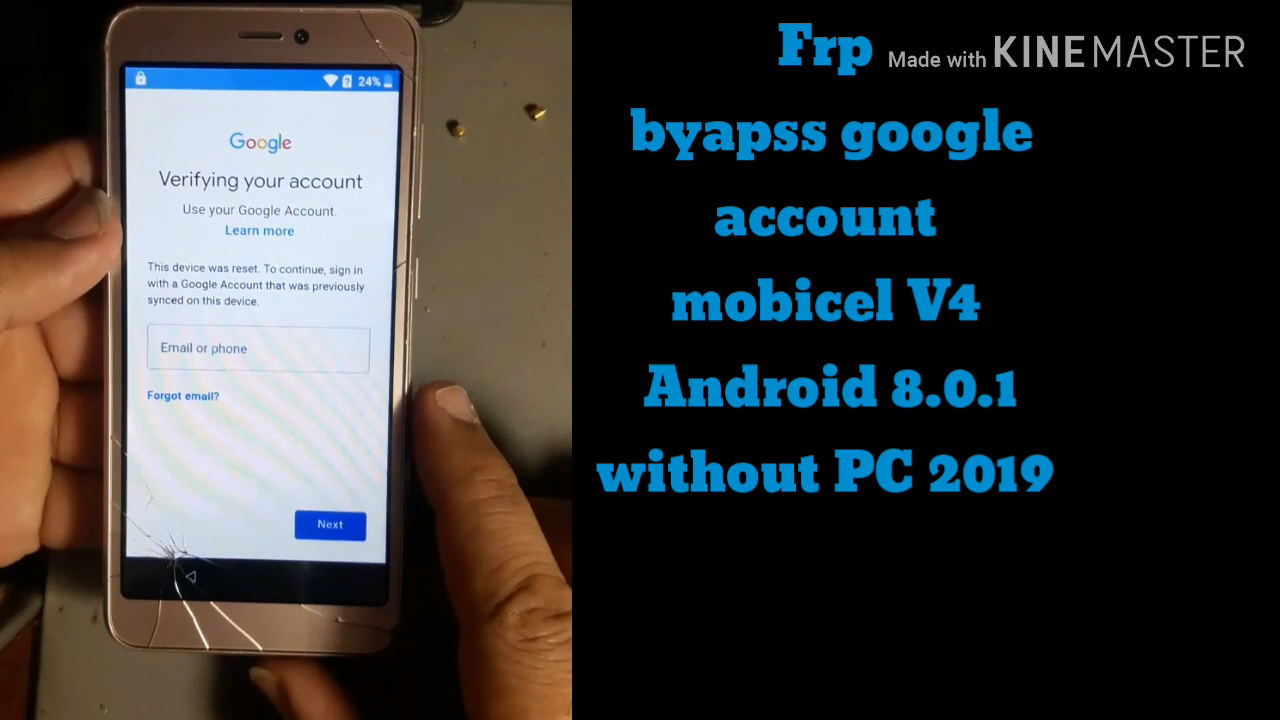 24%
Google
Verifying your account
Use your Google Account.
Learn more
This device was reset. To continue, sign in
with a Google Account that was previously
synced on this device.
Email or phone
Forgot email?
Next
Frp
Made with KINEMASTER
byapss google
account
mobicel V4
Android 8.0.1
without PC 2019